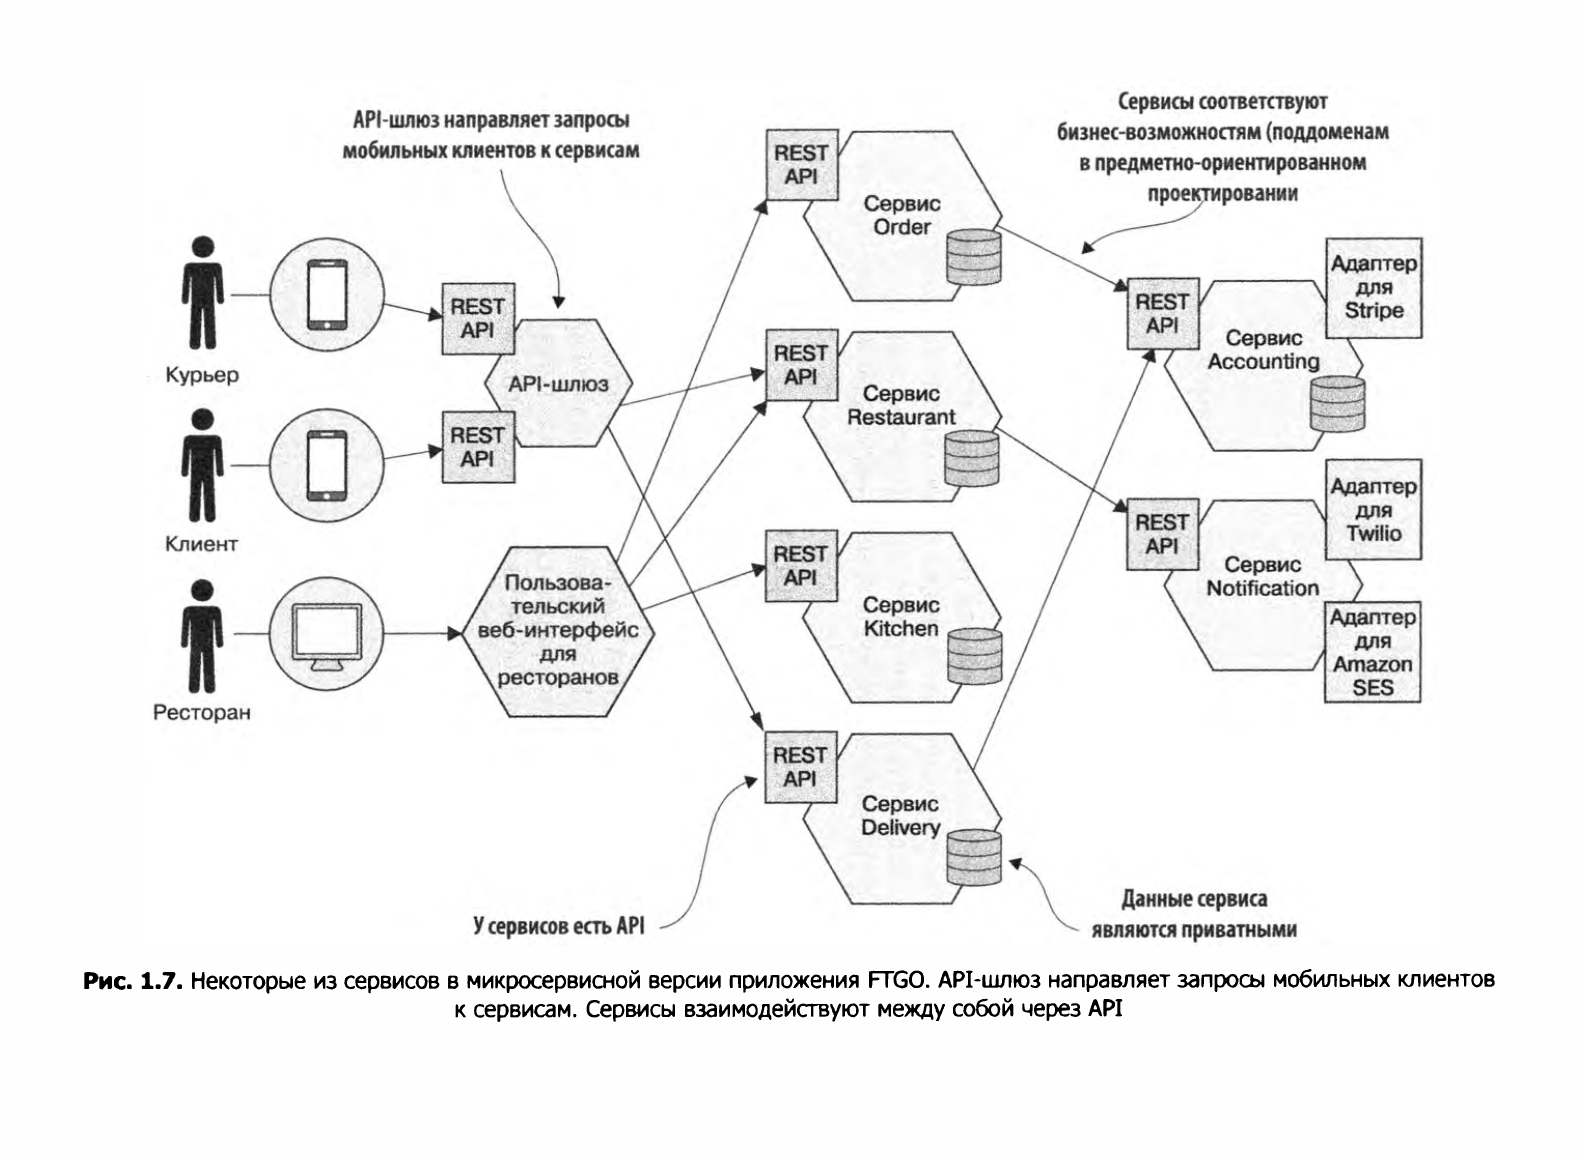 API-шлюз направляет запросы
мобильных клиентов к сервисам
Сервисы соответствуют
бизнес-возможностям (поддоменам
в предметно-ориентированном
проектировании
REST
API
Сервис
Order
Курьер
REST
API
API-шлюз
REST
API
Клиент
REST
API
Сервис
Restaurant
REST
API
Сервис
Accounting
Адаптер
для
Stripe
Ресторан
Пользова-
тельский
веб-интерфейс
для
ресторанов
REST
API
Сервис
Kitchen
REST
API
Сервис
Notification
Адаптер
для
Twilio
Адаптер
для
Amazon
SES
REST
API
Сервис
Delivery
У сервисов есть API
Данные сервиса
являются приватными
Рис. 1.7. Некоторые из сервисов в микросервисной версии приложения FTGO. API-шлюз направляет запросы мобильных клиентов
к сервисам. Сервисы взаимодействуют между собой через API